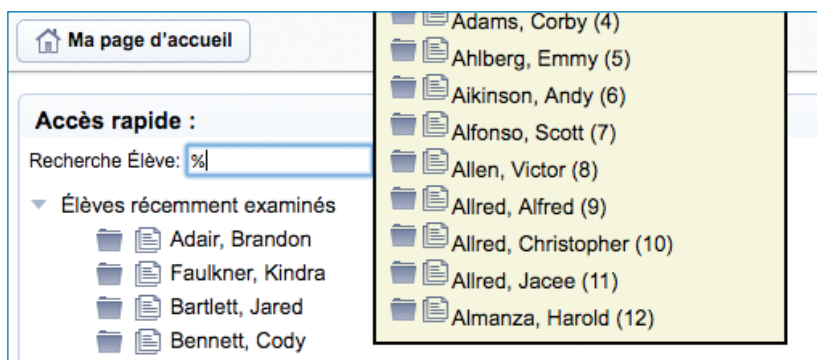 Ma page d'accueil
Accès rapide :
Recherche Élève: %
Élèves récemment examinés
Adair, Brandon
Faulkner, Kindra
Bartlett, Jared
Bennett, Cody
Adams, Corby (4)
Ahlberg, Emmy (5)
Aikinson, Andy (6)
Alfonso, Scott (7)
Allen, Victor (8)
Allred, Alfred (9)
Allred, Christopher (10)
Allred, Jacee (11)
Almanza, Harold (12)